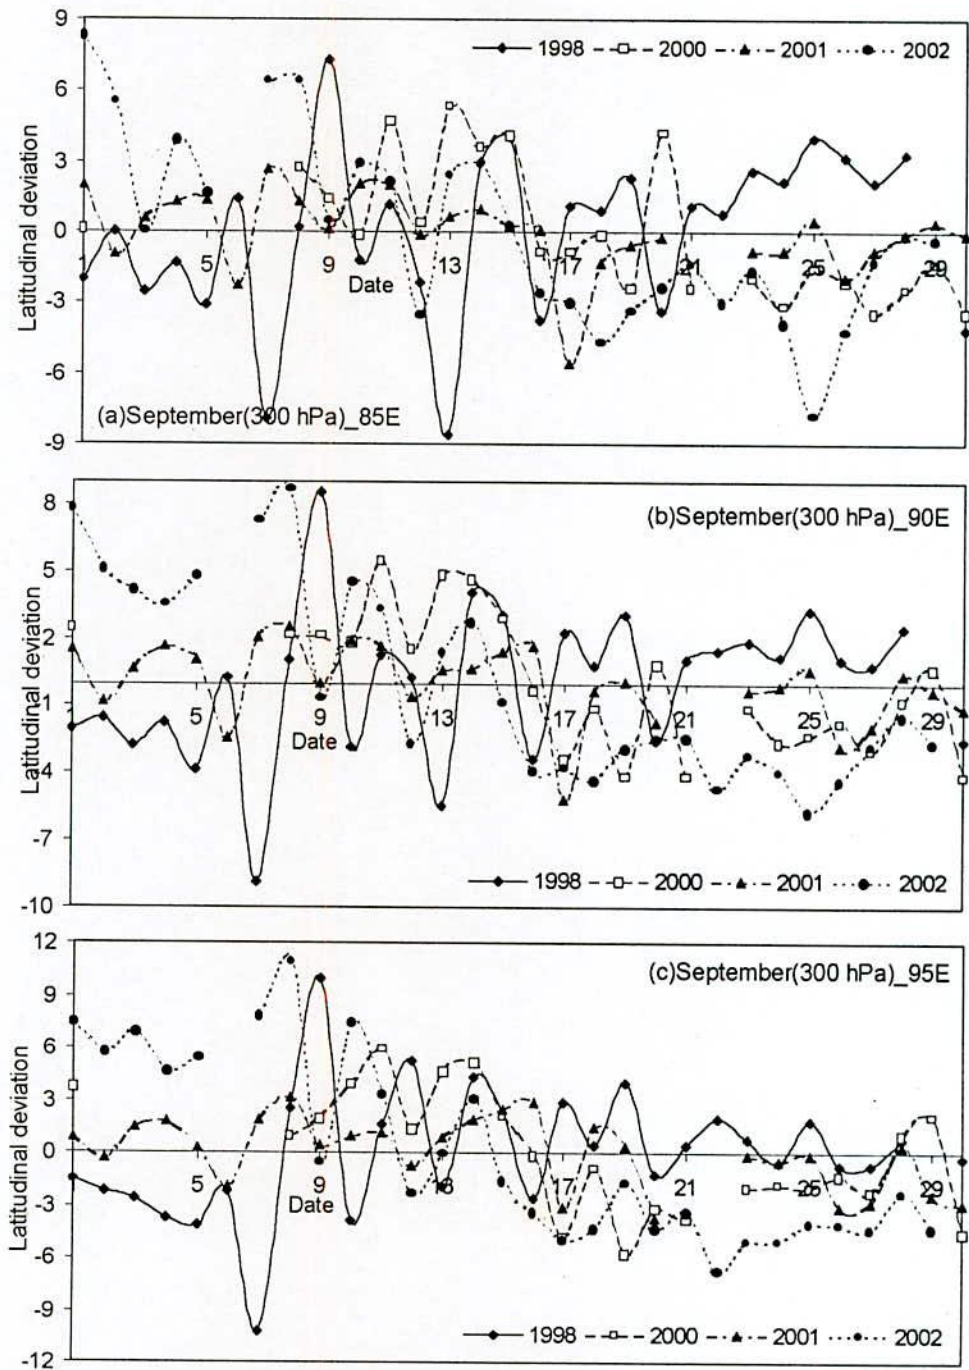 9
1998 2000 2001 2002
6
3
0
1 5 9 13 17 21 25 29
Date
-3
-6
(a)September(300 hPa)_85E
-9
Latitudinal deviation
8
(b)September(300 hPa)_90E
5
2
1
5 9 13 17 21 25 29
Date
-4
-7
1998 2000 2001 2002
-10
Latitudinal deviation
12
(c)September(300 hPa)_95E
9
6
3
0
1 5 9 13 17 21 25 29
Date
-3
-6
-9
1998 2000 2001 2002
-12
Latitudinal deviation